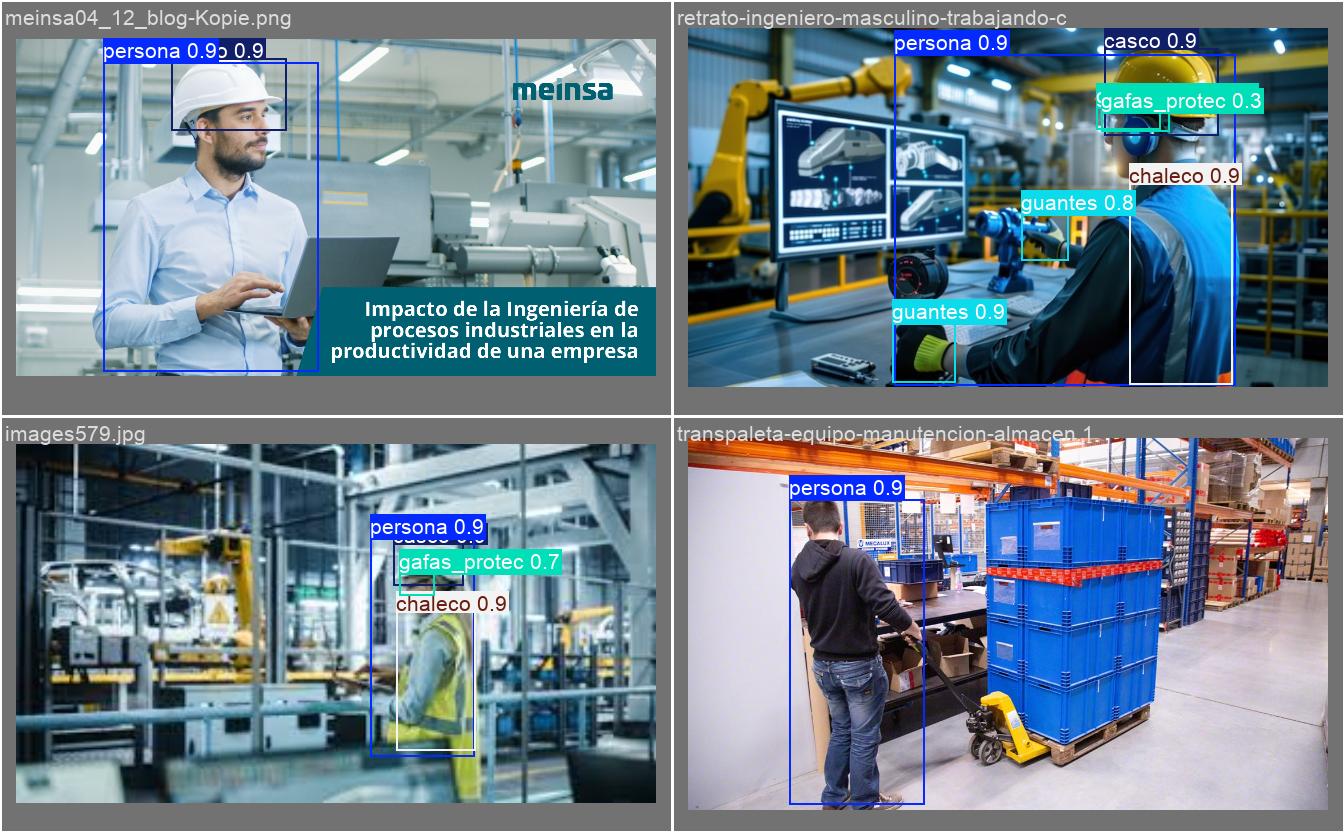 meinsa04_12_blog-Kopie.png
persona 0.9
o 0.9
meinsa
Impacto de la Ingeniería de
procesos industriales en la
productividad de una empresa
retrato-ingeniero-masculino-trabajando-c
persona 0.9
casco 0.9
gafas_protec 0.3
chaleco 0.9
guantes 0.8
guantes 0.9
images579.jpg
persona 0.9
gafas_protec 0.7
chaleco 0.9
transpaleta-equipo-manutencion-almacen 1
persona 0.9
MECALUX